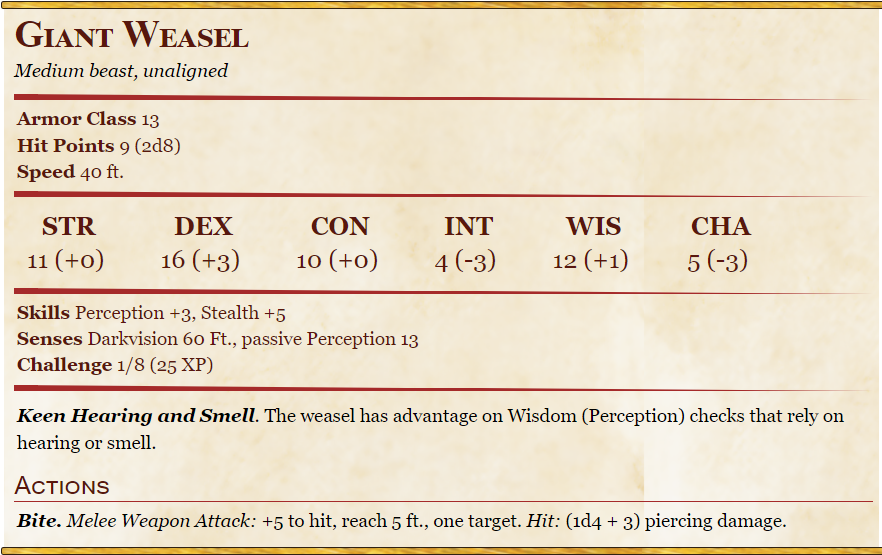 Giant Weasel
Medium beast, unaligned
Armor Class 13
Hit Points 9 (2d8)
Speed 40 ft.
STR DEX CON INT WIS CHA
11 (+0) 16 (+3) 10 (+0) 4 (-3) 12 (+1) 5 (-3)
Skills Perception +3, Stealth +5
Senses Darkvision 60 Ft., passive Perception 13
Challenge 1/8 (25 XP)
Keen Hearing and Smell. The weasel has advantage on Wisdom (Perception) checks that rely on
hearing or smell.
Actions
Bite. Melee Weapon Attack: +5 to hit, reach 5 ft., one target. Hit: (1d4 + 3) piercing damage.